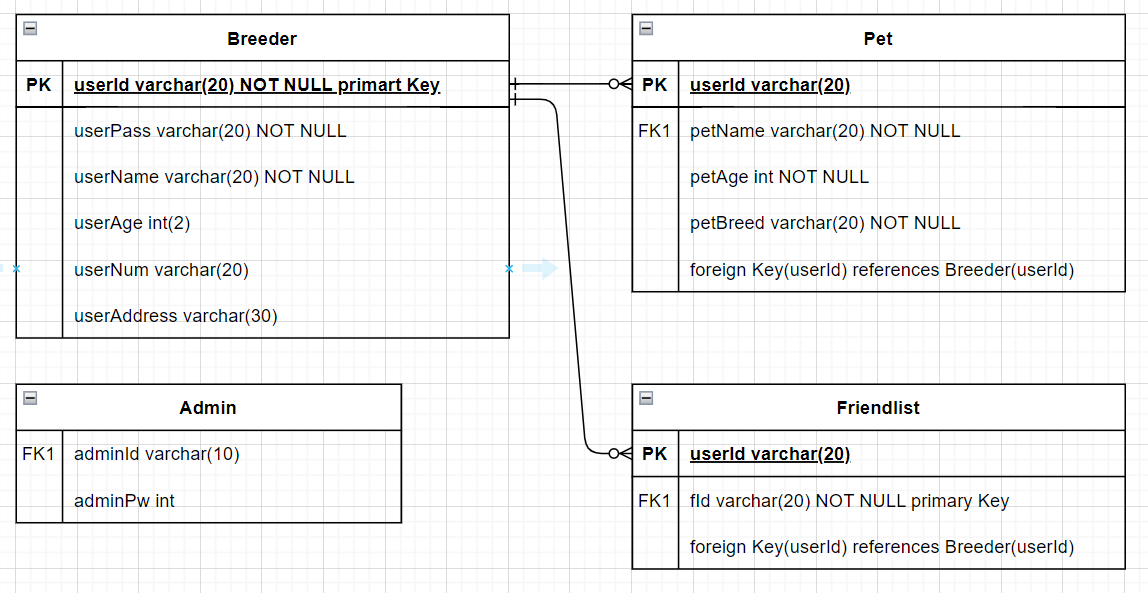 Breeder
PK userId varchar(20) NOT NULL primart Key
userPass varchar(20) NOT NULL
userName varchar(20) NOT NULL
userAge int(2)
userNum varchar(20)
userAddress varchar(30)
Pet
PK userId varchar(20)
FK1 petName varchar(20) NOT NULL
petAge int NOT NULL
petBreed varchar(20) NOT NULL
foreign Key(userId) references Breeder(userId)
Admin
FK1 adminId varchar(10)
adminPw int
Friendlist
PK userId varchar(20)
FK1 fId varchar(20) NOT NULL primary Key
foreign Key(userId) references Breeder(userId)